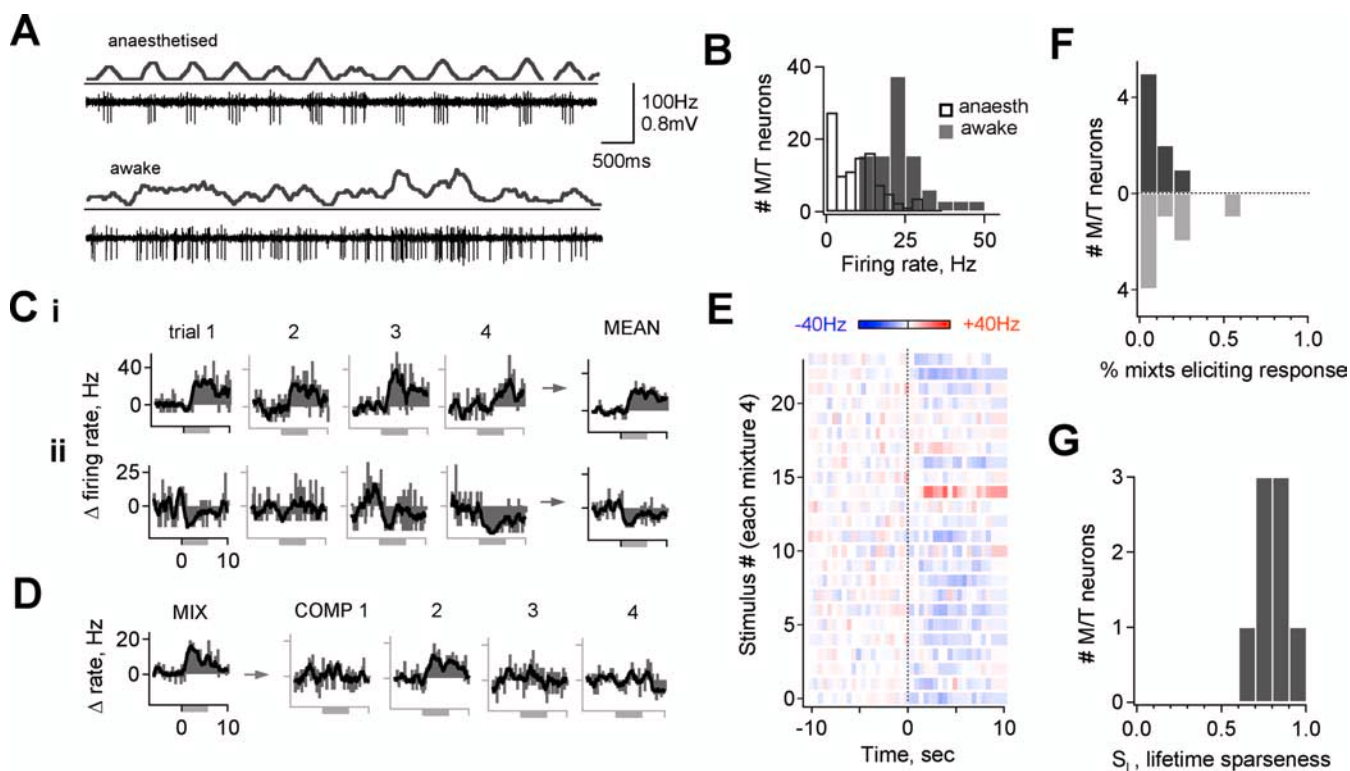 A
anaesthetised
100Hz
0.8mV
500ms
awake
B
# M/T neurons
40
20
0
0
25
50
Firing rate, Hz
anaesth
awake
C i
trial 1
2
3
4
MEAN
40
0
ii
25
0
Δ firing rate, Hz
0
10
D
MIX
COMP 1
2
3
4
Δ rate, Hz
20
0
0
10
E
-40Hz
+40Hz
Stimulus # (each mixture 4)
20
15
10
5
0
-10
-5
0
5
10
Time, sec
F
# M/T neurons
4
0
4
0.0
0.5
1.0
% mixts eliciting response
G
# M/T neurons
3
2
1
0
0.0
0.5
1.0
SL, lifetime sparseness